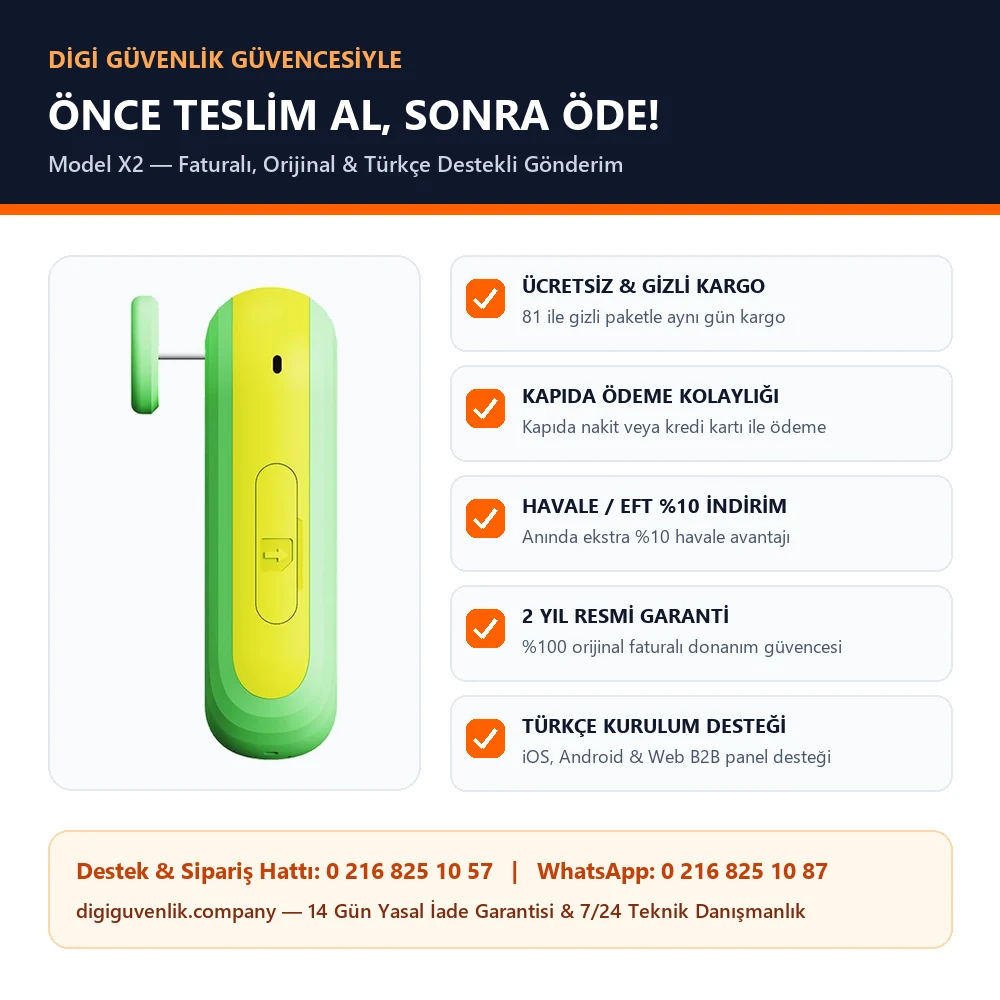 DİGİ GÜVENLİK GÜVENCESİYLE
ÖNCE TESLİM AL, SONRA ÖDE!
Model X2 — Faturalı, Orijinal & Türkçe Destekli Gönderim
ÜCRETSİZ & GİZLİ KARGO
81 ile gizli paketle aynı gün kargo
KAPIDA ÖDEME KOLAYLIĞI
Kapıda nakit veya kredi kartı ile ödeme
HAVALE / EFT %10 İNDİRİM
Anında ekstra %10 havale avantajı
2 YIL RESMİ GARANTİ
%100 orijinal faturalı donanım güvencesi
TÜRKÇE KURULUM DESTEĞİ
iOS, Android & Web B2B panel desteği
Destek & Sipariş Hattı: 0 216 825 10 57 | WhatsApp: 0 216 825 10 87
digiguvenlik.company — 14 Gün Yasal İade Garantisi & 7/24 Teknik Danışmanlık